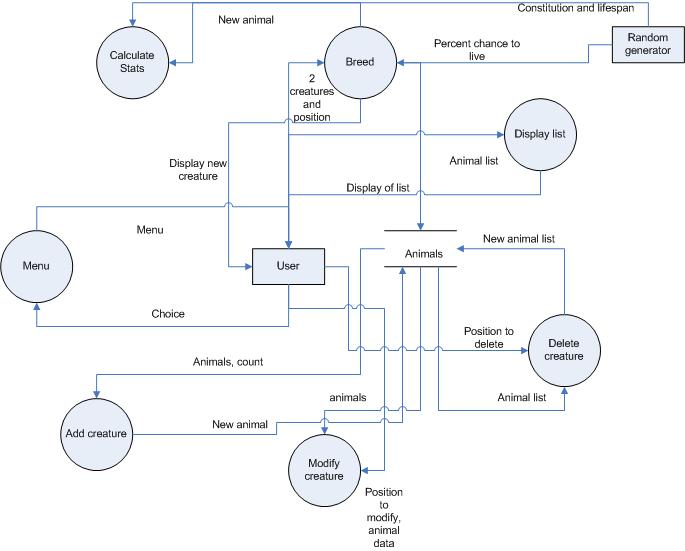 Constitution and lifespan
New animal
Calculate
Stats
Breed
Percent chance to
live
Random
generator
2
creatures
and
position
Display list
Display new
creature
Animal list
Display of list
Menu
Menu
User
Animals
New animal list
Choice
Position to
delete
Delete
creature
Animals, count
animals
Animal list
Add creature
New animal
Modify
creature
Position
to
modify,
animal
data